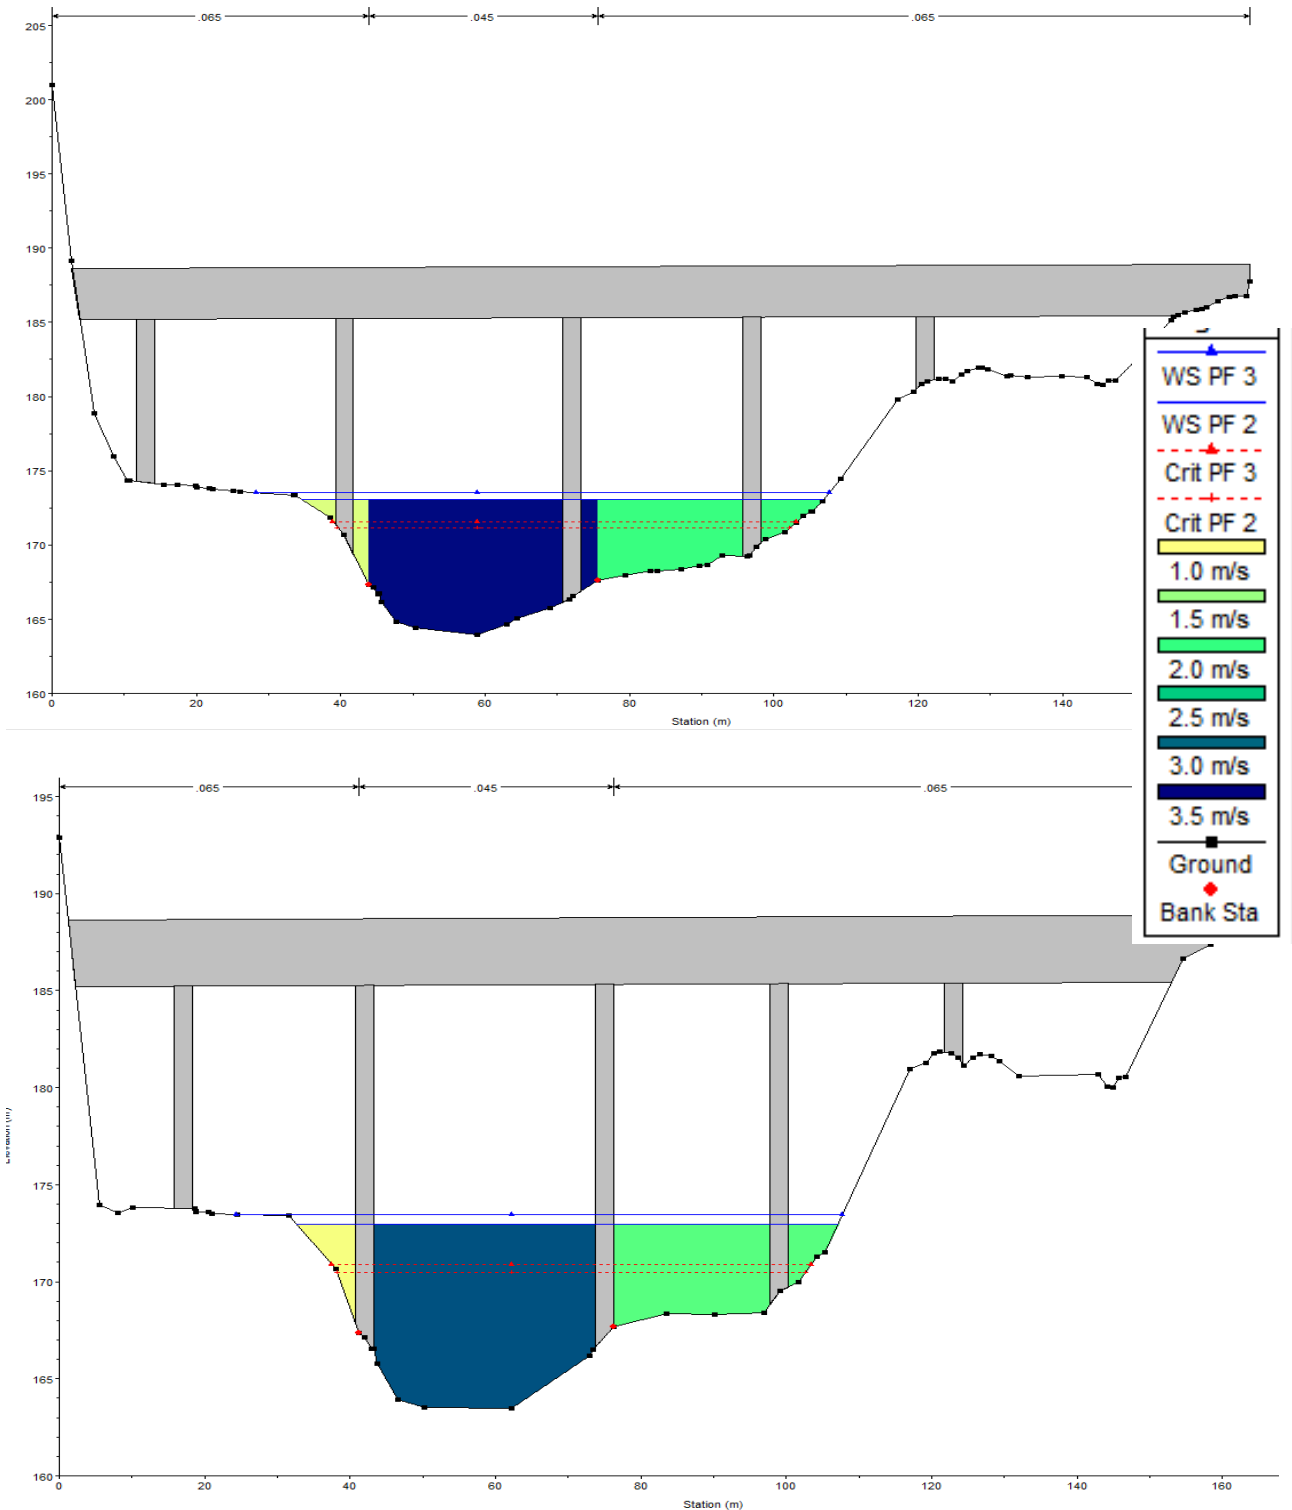 .065 .045 .065
205
200
195
190
185
180
175
170
165
160
0 20 40 60 80 100 120 140
Station (m)
WS PF 3
WS PF 2
Crit PF 3
Crit PF 2
1.0 m/s
1.5 m/s
2.0 m/s
2.5 m/s
3.0 m/s
3.5 m/s
Ground
Bank Sta
.065 .045 .065
195
190
185
180
175
170
165
160
0 20 40 60 80 100 120 140 160
Station (m)